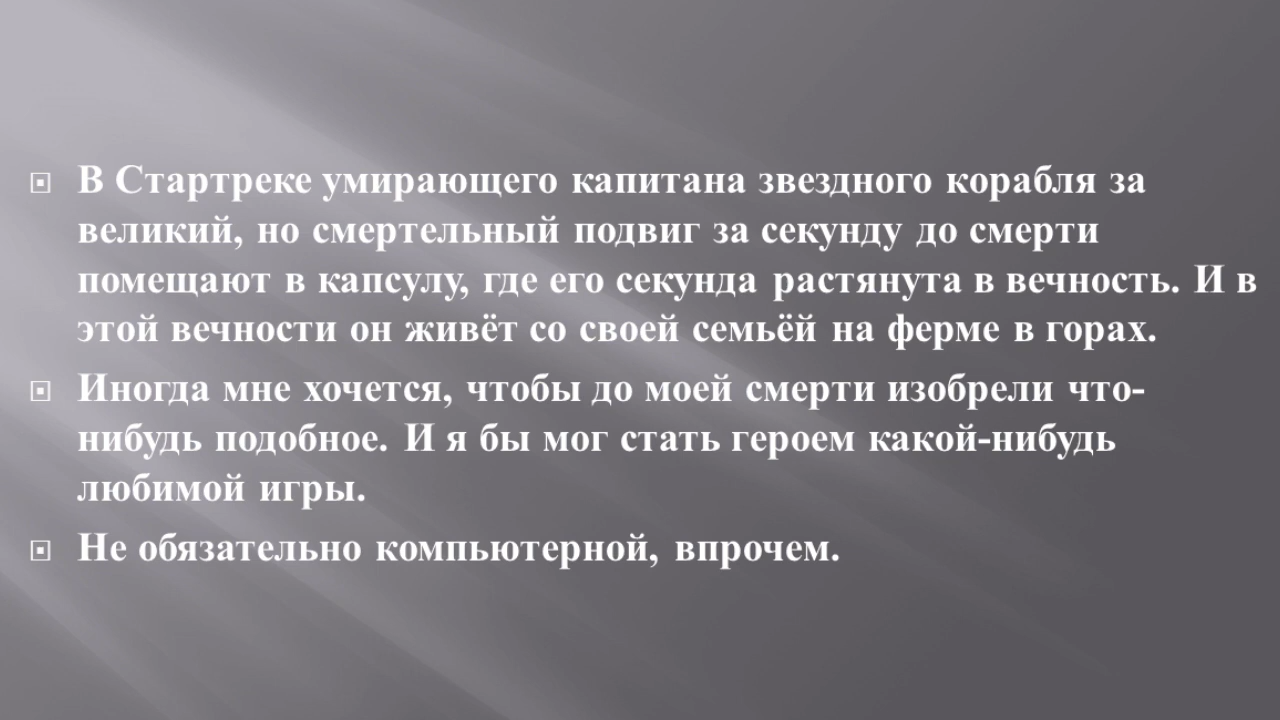 В Стартреке умирающего капитана звездного корабля за
великий, но смертельный подвиг за секунду до смерти
помещают в капсулу, где его секунда растянута в вечность. И в
этой вечности он живёт со своей семьёй на ферме в горах.
Иногда мне хочется, чтобы до моей смерти изобрели что-
нибудь подобное. И я бы мог стать героем какой-нибудь
любимой игры.
Не обязательно компьютерной, впрочем.